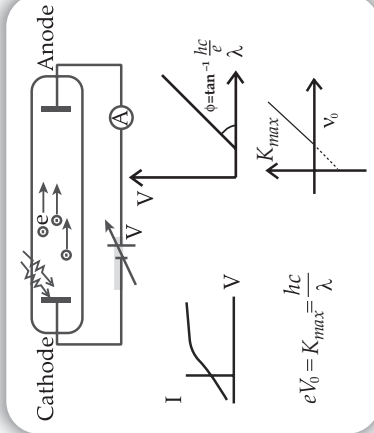 Cathode
Anode
e
A
V
I
V
V
ϕ=tan⁻¹ hc/e
λ
eV₀ = K_max = hc/λ
K_max
ν₀